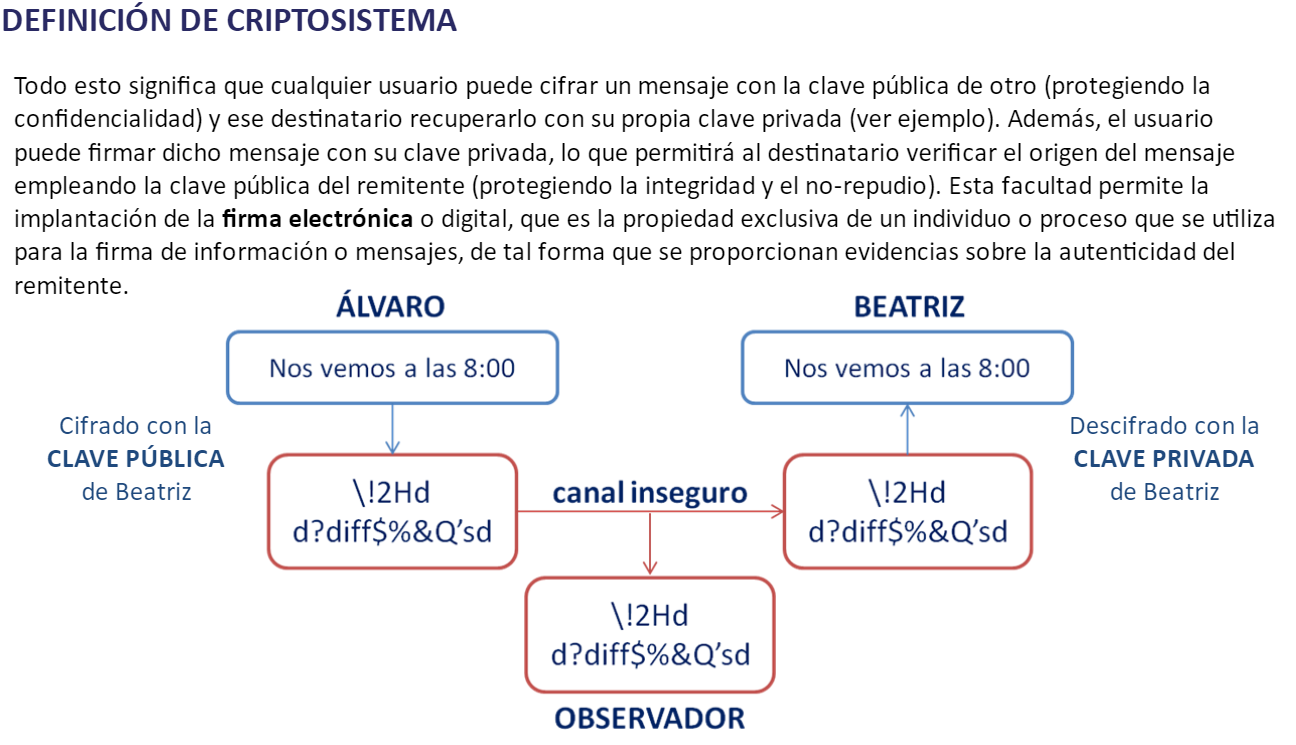 DEFINICIÓN DE CRIPTOSISTEMA
Todo esto significa que cualquier usuario puede cifrar un mensaje con la clave pública de otro (protegiendo la
confidencialidad) y ese destinatario recuperarlo con su propia clave privada (ver ejemplo). Además, el usuario
puede firmar dicho mensaje con su clave privada, lo que permitirá al destinatario verificar el origen del mensaje
empleando la clave pública del remitente (protegiendo la integridad y el no-repudio). Esta facultad permite la
implantación de la firma electrónica o digital, que es la propiedad exclusiva de un individuo o proceso que se utiliza
para la firma de información o mensajes, de tal forma que se proporcionan evidencias sobre la autenticidad del
remitente.
ÁLVARO
Nos vemos a las 8:00
Cifrado con la
CLAVE PÚBLICA
de Beatriz
\!2Hd
d?diff$%&Q’sd
canal inseguro
BEATRIZ
Nos vemos a las 8:00
Descifrado con la
CLAVE PRIVADA
de Beatriz
\!2Hd
d?diff$%&Q’sd
\!2Hd
d?diff$%&Q’sd
OBSERVADOR